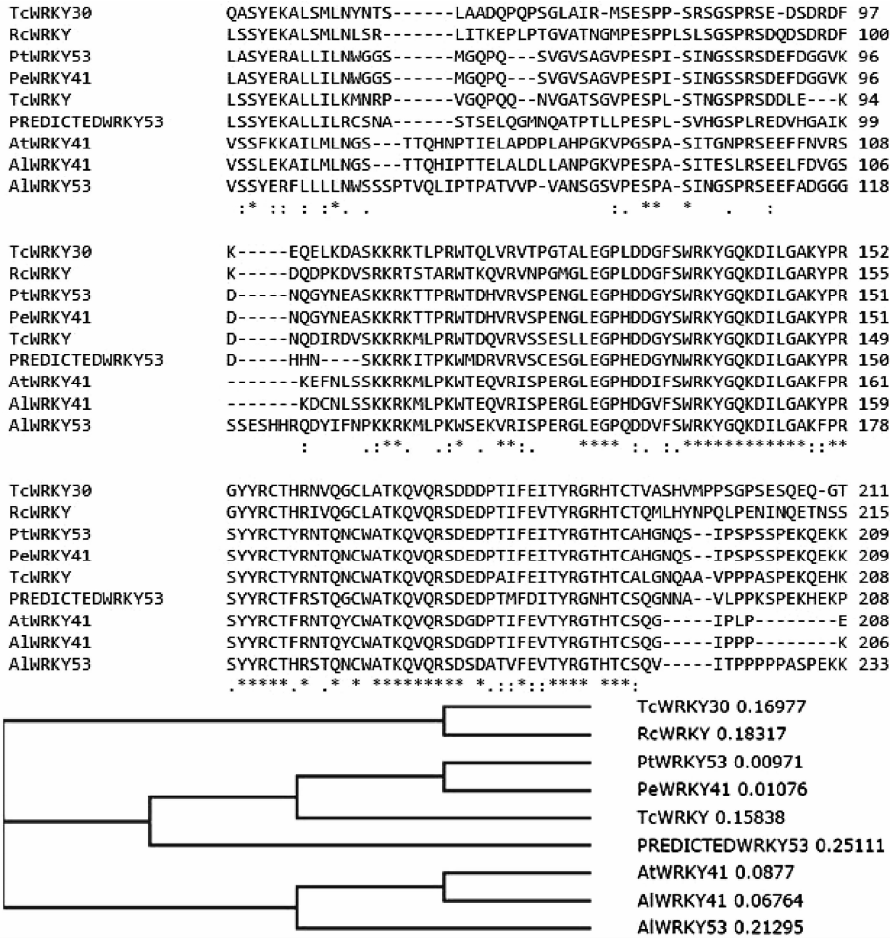 TcWRKY30 QASYEKALSMLNYNTS------LAADQPQPSGLAIR-MSESPP-SRSGSPRSE-DSDRDF 97
RcWRKY LSSYEKALSMLNLSR------LITKEPLPTGVATNGMPESPPLSLSGSPRSDQDSDRDF 100
PtWRKY53 LASYERALLILNWGGS------MGQPQ---SVGVSAGVPESPI-SINGSSRSDEFDGGVK 96
PeWRKY41 LASYERALLILNWGGS------MGQPQ---SVGVSAGVPESPI-SINGSPRSDEFDGGVK 96
TcWRKY LSSYEKALLILKMNRP------VGQPQQ--NVGATSGVPESPL-STNGSPRSDDLE---K 94
PREDICTEDWRKY53 LSSYEKALLILRCSNA------STSELQGMNQATPTLLPESPL-SVHGSPLREDVHGAIK 99
AtWRKY41 VSSFKKAILMLNGS---TTQHNPTIELAPDPLAHPGKVPGSPA-SITGNPRSEEFFNVRS 108
AlWRKY41 VSSLEKAILMLNGS---TTQHIPTTELALDLLANPGKVPESPA-SITESLRSEELFDVGS 106
AlWRKY53 VSSYERFLLLLNWSSSPTVQLIPTPATVVP-VANSGSVPESPA-SINGSPRSEEFADGGG 118
:* :: : :*. . :. ** * . :
TcWRKY30 K-----EQELKDASKKRKTLPRWTQLVRVTPGTALEGPLDDGFSWRKYGQKDILGAKYPR 152
RcWRKY K-----DQDPKDVSRKRKTSTARWTKQVRVNPGMGLEGPLDDGFSWRKYGQKDILGARYPR 155
PtWRKY53 D-----NQGYNEASKKRKTTPRWTDHVRVSPENGLEGPHDDGYSWRKYGQKDILGAKYPR 151
PeWRKY41 D-----NQGYNEASKKRKTTPRWTDHVRVSPENGLEGPHDDGYSWRKYGQKDILGAKYPR 151
TcWRKY D-----NQDIRDVSKKRKMLPRWTDQVRVSSESLLEGPHDDGYSWRKYGQKDILGAKYPR 149
PREDICTEDWRKY53 D-----HHN----SKKRKITPKWMDRVRVSCESGLEGPHEDGYNWRKYGQKDILGAKYPR 150
AtWRKY41 -------KEFNLSSKKRKMLPKWTEQVRISPERGLEGPHDDIFSWRKYGQKDILGAKFPR 161
AlWRKY41 -------KDCNLSSKKRKMLPKWTEQVRISPERGLEGPHDGVFSWRKYGQKDILGAKFPR 159
AlWRKY53 SSESHHRQDYIFNPKKRKMLPKWSEKVRISPERGLEGPQDDVFSWRKYGQKDILGAKFPR 178
: .:** .:* . **:. **** :. :.**************::**
TcWRKY30 GYYRCTHRNVQGCLATKQVQRSDDDPTIFEITYRGRHTCTVASHVMPPSGPSESQEQ-GT 211
RcWRKY GYYRCTHRIVQGCLATKQVQRSDEDPTIFEITYRGRHTCTQMLHYNPQLPENINQETNSS 215
PtWRKY53 SYYRCTYRNTQNCWATKQVQRSDEDPTIFEITYRGTHTCAHGNQS--IPSPSSPEKQEKK 209
PeWRKY41 SYYRCTYRNTQNCWATKQVQRSDEDPTIFEITYRGTHTCAHGNQS--IPSPSSPEKQEKK 209
TcWRKY SYYRCTYRNTQNCWATKQVQRSDEDPAIFEITYRGTHTCALGNQAA-VPPPASPEKQEHK 208
PREDICTEDWRKY53 SYYRCTFRSTQGCWATKQVQRSDEDPTMFDITYRGNHTCSQGNNA--VLPPKSPEKHEKP 208
AtWRKY41 SYYRCTFRNTQYCWATKQVQRSDGDPTIFEVTYRGTHTCSQG-----IPLP--------E 208
AlWRKY41 SYYRCTFRNTQYCWATKQVQRSDGDPTIFEVTYRGTHTCSQG-----IPPP--------K 206
AlWRKY53 SYYRCTHRSTQNCWATKQVQRSDSDATVFEVTYRGTHTCSQV-----ITPPPPPASPEKK 233
.*****.* .* * ********* *.::*::**** ***:
TcWRKY30 0.16977
RcWRKY 0.18317
PtWRKY53 0.00971
PeWRKY41 0.01076
TcWRKY 0.15838
PREDICTEDWRKY53 0.25111
AtWRKY41 0.0877
AlWRKY41 0.06764
AlWRKY53 0.21295